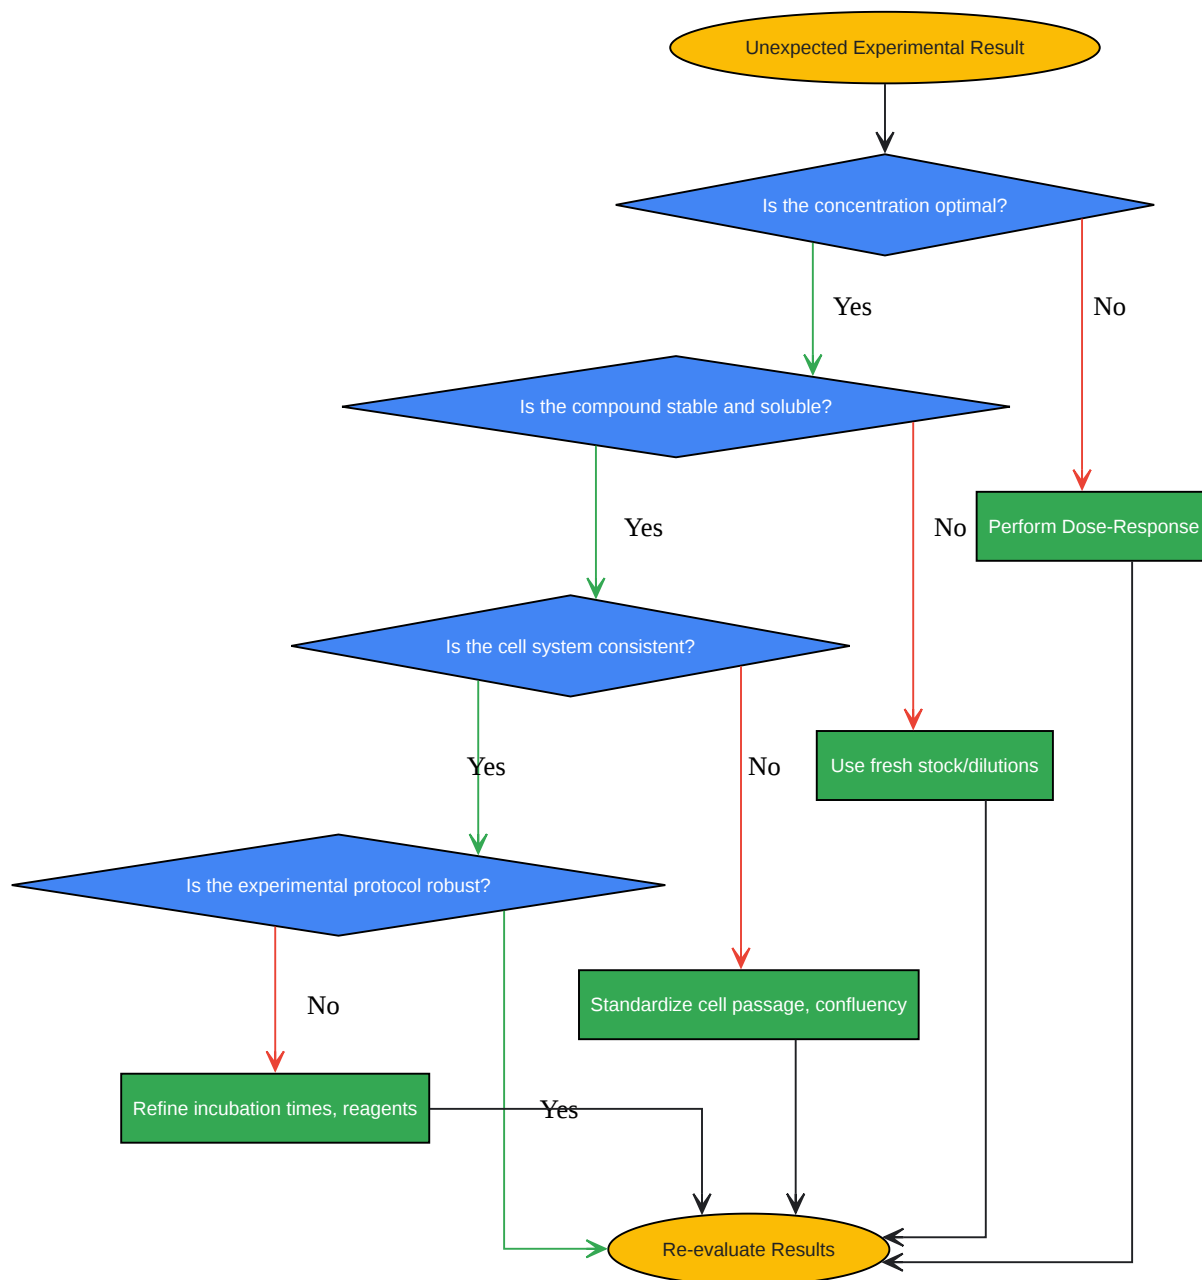 Unexpected Experimental Result
Is the concentration optimal?
Yes
No
Is the compound stable and soluble?
Yes
No
Perform Dose-Response
Is the cell system consistent?
Yes
No
Use fresh stock/dilutions
Is the experimental protocol robust?
No
Standardize cell passage, confluency
Refine incubation times, reagents
Yes
Re-evaluate Results